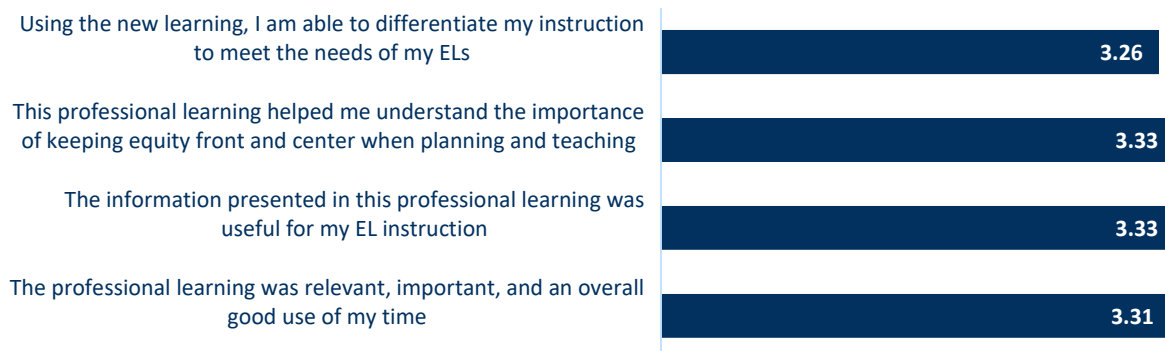 Using the new learning, I am able to differentiate my instruction
to meet the needs of my ELs
3.26
This professional learning helped me understand the importance
of keeping equity front and center when planning and teaching
3.33
The information presented in this professional learning was
useful for my EL instruction
3.33
The professional learning was relevant, important, and an overall
good use of my time
3.31